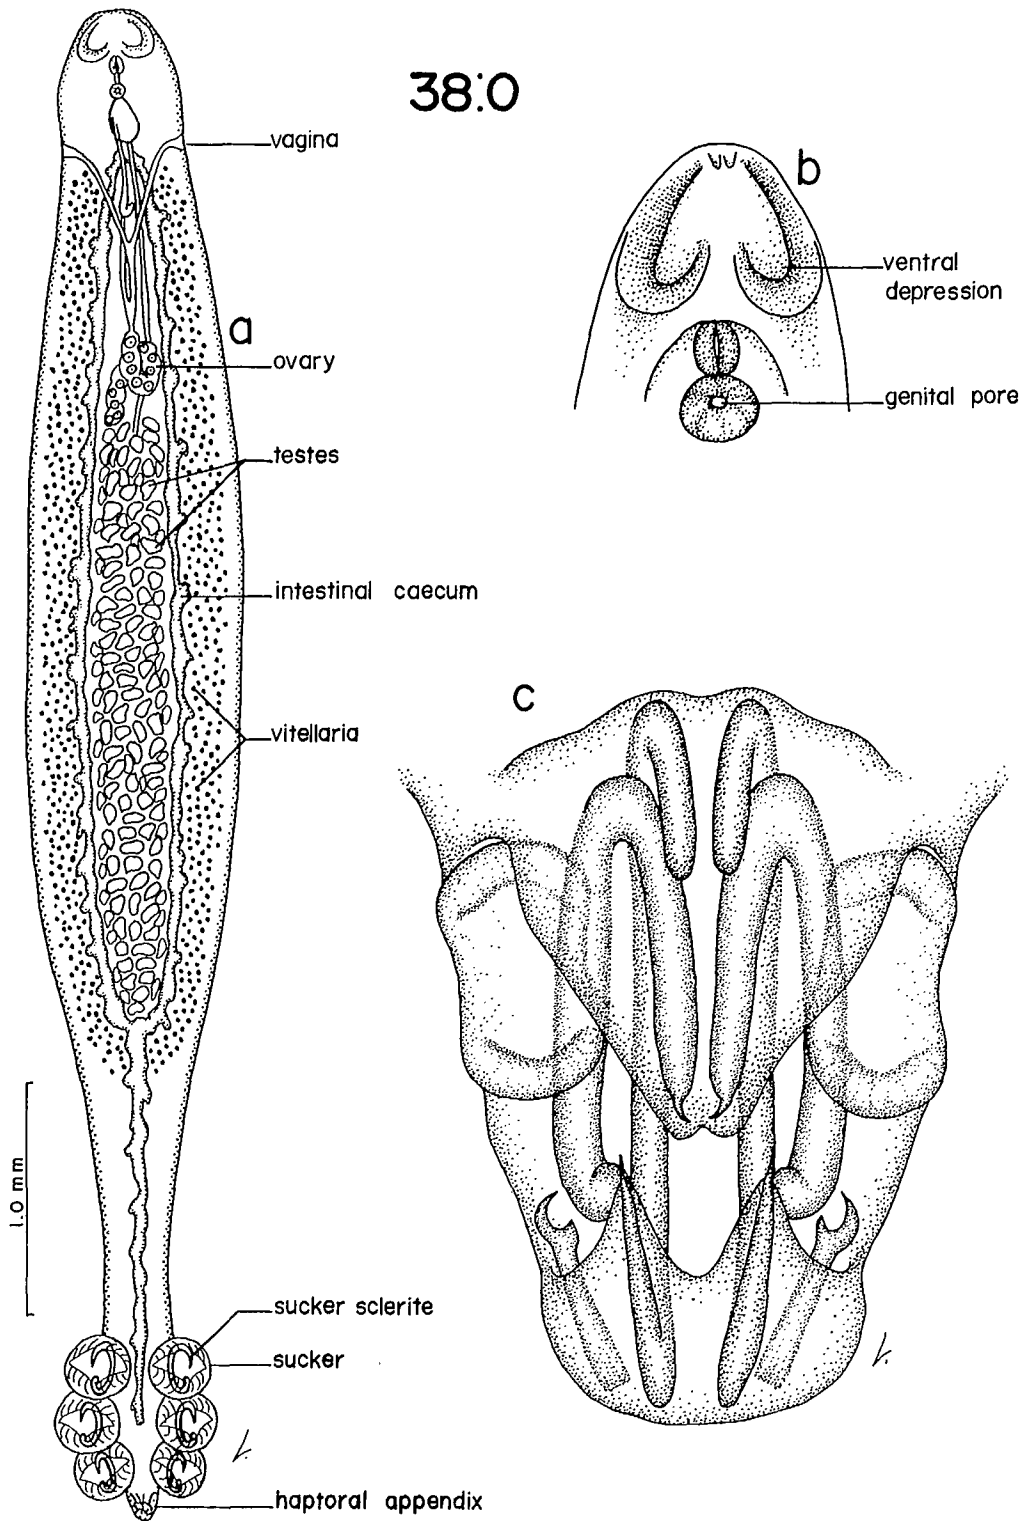 38:0
vagina
b
ventral
depression
a
ovary
genital pore
testes
intestinal caecum
c
vitellaria
1.0 mm
sucker sclerite
sucker
haptoral appendix